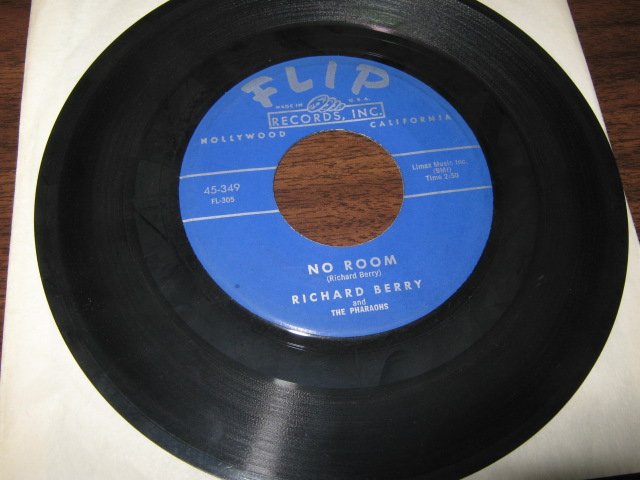 FLIP
MADE IN U.S.A.
RECORDS, INC.
HOLLYWOOD CALIFORNIA
45-349
FL-305
Limax Music Inc.
(BMI)
Time 2:50
NO ROOM
(Richard Berry)
RICHARD BERRY
and
THE PHARAOHS